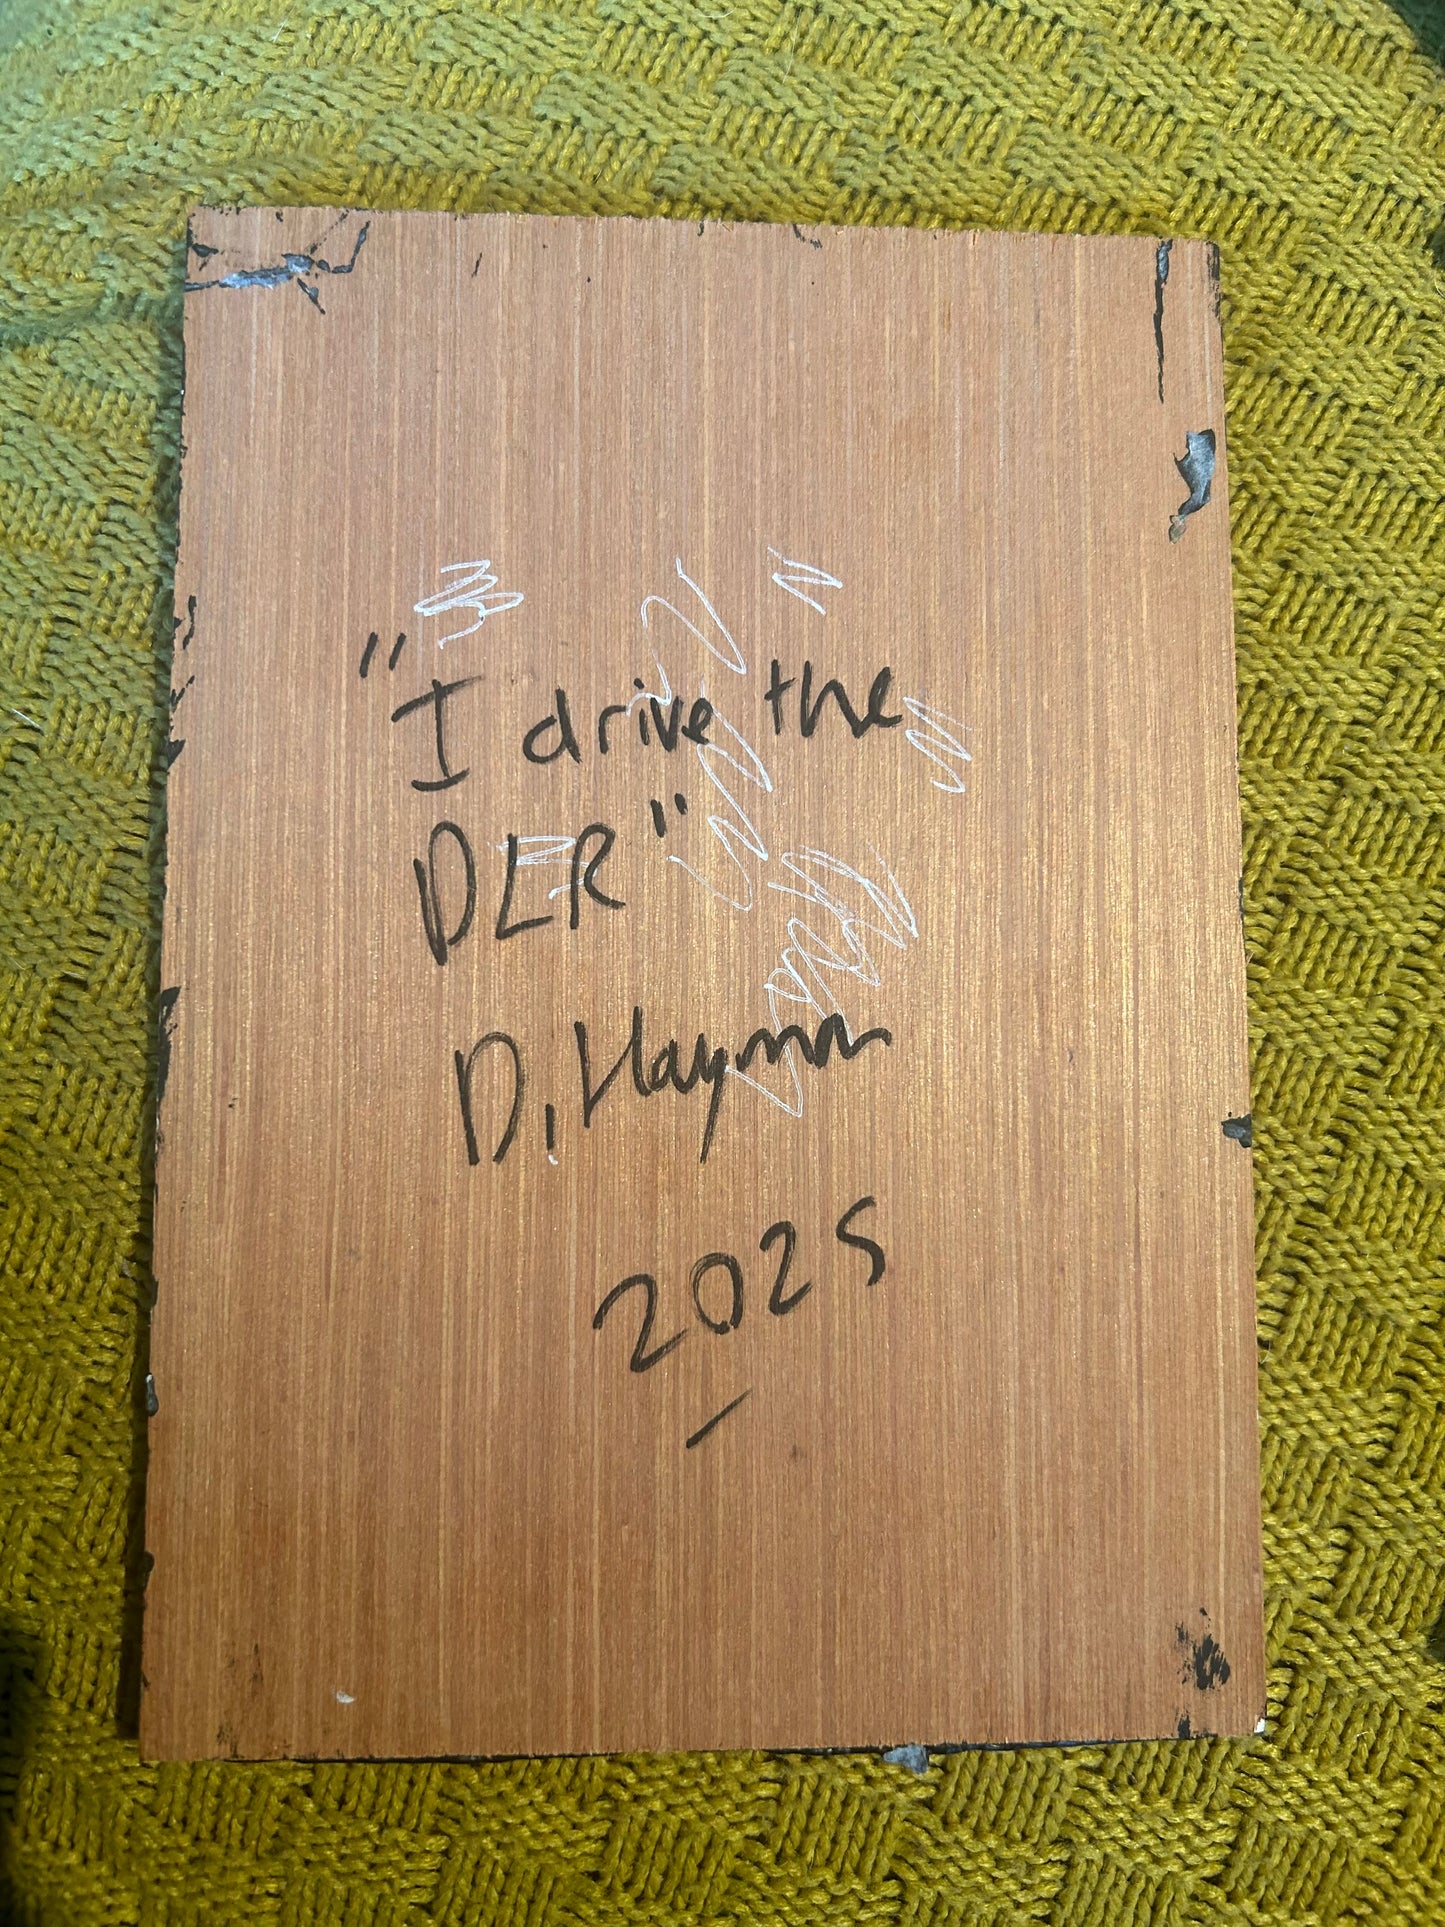 "I drive the
DLR"
D. Hayman
2025